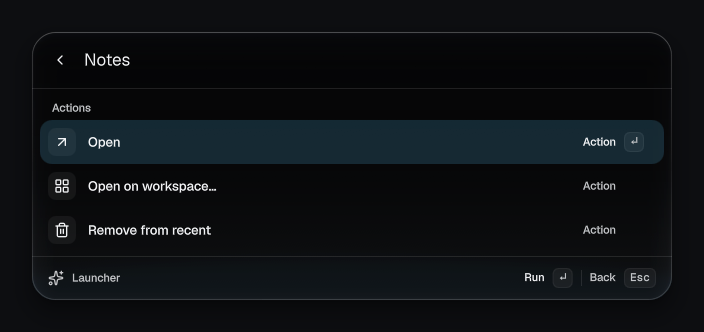 Notes
Actions
Open Action
Open on workspace... Action
Remove from recent Action
Launcher Run Back Esc